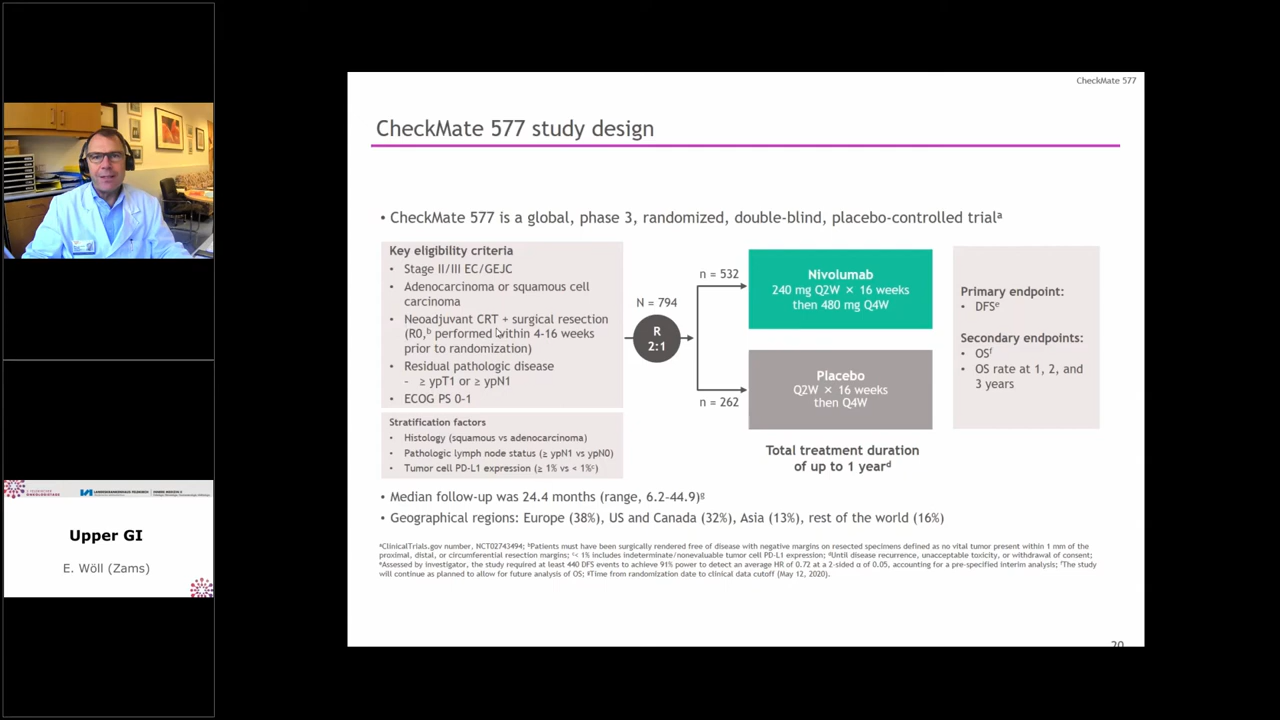 CheckMate 577
CheckMate 577 study design
• CheckMate 577 is a global, phase 3, randomized, double-blind, placebo-controlled trialᵃ
Key eligibility criteria
• Stage II/III EC/GEJC
• Adenocarcinoma or squamous cell
carcinoma
• Neoadjuvant CRT + surgical resection
(R0,ᵇ performed within 4-16 weeks
prior to randomization)
• Residual pathologic disease
- ≥ ypT1 or ≥ ypN1
• ECOG PS 0-1
Stratification factors
• Histology (squamous vs adenocarcinoma)
• Pathologic lymph node status (≥ ypN1 vs ypN0)
• Tumor cell PD-L1 expression (≥ 1% vs < 1%ᶜ)
N = 794
R
2:1
n = 532
n = 262
Nivolumab
240 mg Q2W × 16 weeks
then 480 mg Q4W
Placebo
Q2W × 16 weeks
then Q4W
Total treatment duration
of up to 1 yearᵈ
Primary endpoint:
• DFSᵉ
Secondary endpoints:
• OSᶠ
• OS rate at 1, 2, and
3 years
• Median follow-up was 24.4 months (range, 6.2-44.9)ᵍ
• Geographical regions: Europe (38%), US and Canada (32%), Asia (13%), rest of the world (16%)
ᵃClinicalTrials.gov number, NCT02743494; ᵇPatients must have been surgically rendered free of disease with negative margins on resected specimens defined as no vital tumor present within 1 mm of the
proximal, distal, or circumferential resection margins; ᶜ< 1% includes indeterminate/nonevaluable tumor cell PD-L1 expression; ᵈUntil disease recurrence, unacceptable toxicity, or withdrawal of consent;
ᵉAssessed by investigator, the study required at least 440 DFS events to achieve 91% power to detect an average HR of 0.72 at a 2-sided α of 0.05, accounting for a pre-specified interim analysis; ᶠThe study
will continue as planned to allow for future analysis of OS; ᵍTime from randomization date to clinical data cutoff (May 12, 2020).
20
Upper GI
E. Wöll (Zams)